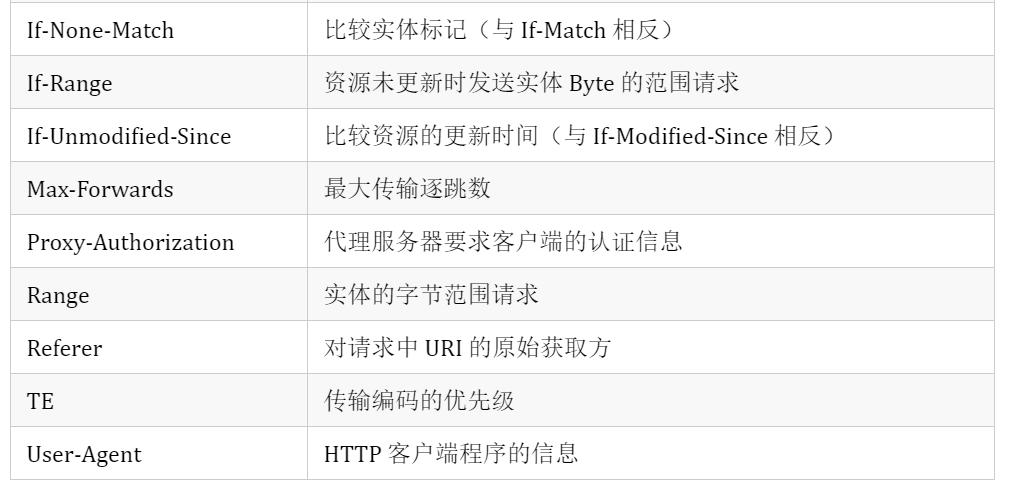 If-None-Match 比较实体标记（与 If-Match 相反）
If-Range 资源未更新时发送实体 Byte 的范围请求
If-Unmodified-Since 比较资源的更新时间（与 If-Modified-Since 相反）
Max-Forwards 最大传输逐跳数
Proxy-Authorization 代理服务器要求客户端的认证信息
Range 实体的字节范围请求
Referer 对请求中 URI 的原始获取方
TE 传输编码的优先级
User-Agent HTTP 客户端程序的信息